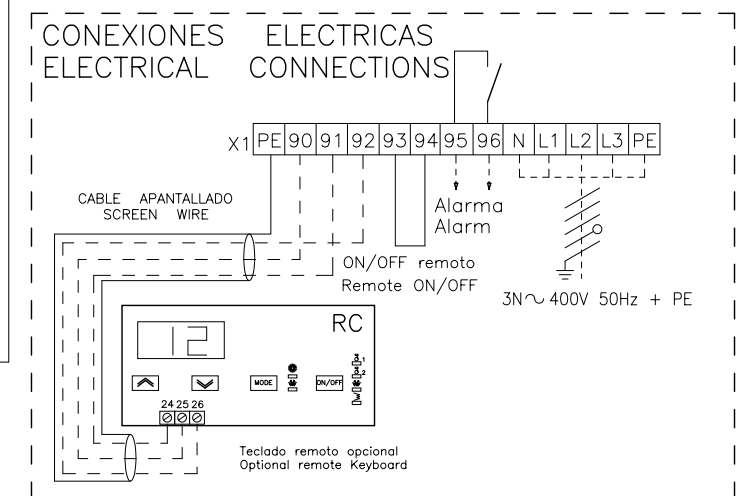 CONEXIONES ELECTRICAS
ELECTRICAL CONNECTIONS
X1 PE 90 91 92 93 94 95 96 N L1 L2 L3 PE
CABLE APANTALLADO
SCREEN WIRE
Alarma
Alarm
ON/OFF remoto
Remote ON/OFF
3N∼ 400V 50Hz + PE
RC
12
MODE
ON/OFF
1
2
24 25 26
Teclado remoto opcional
Optional remote Keyboard